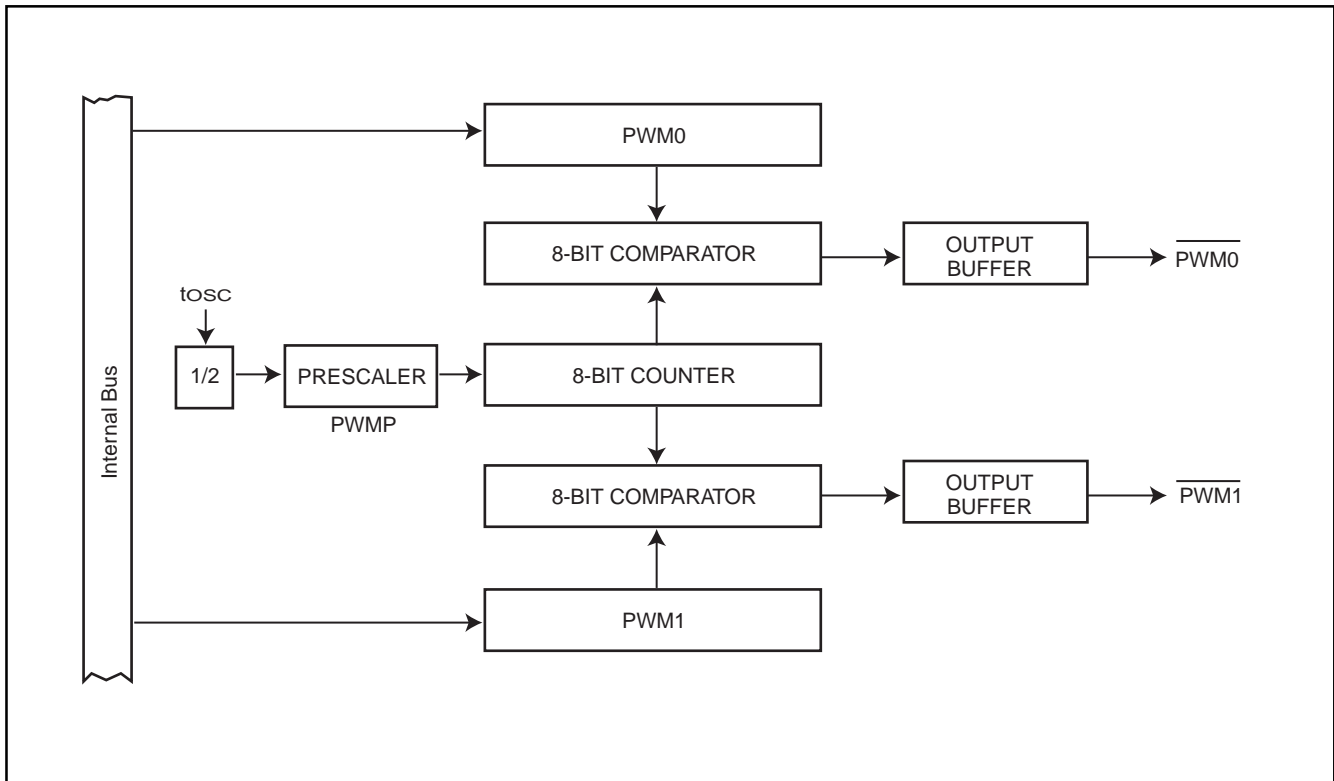 PWM0
8-BIT COMPARATOR
OUTPUT
BUFFER
PWM0
tosc
1/2
PRESCALER
8-BIT COUNTER
PWMP
Internal Bus
8-BIT COMPARATOR
OUTPUT
BUFFER
PWM1
PWM1